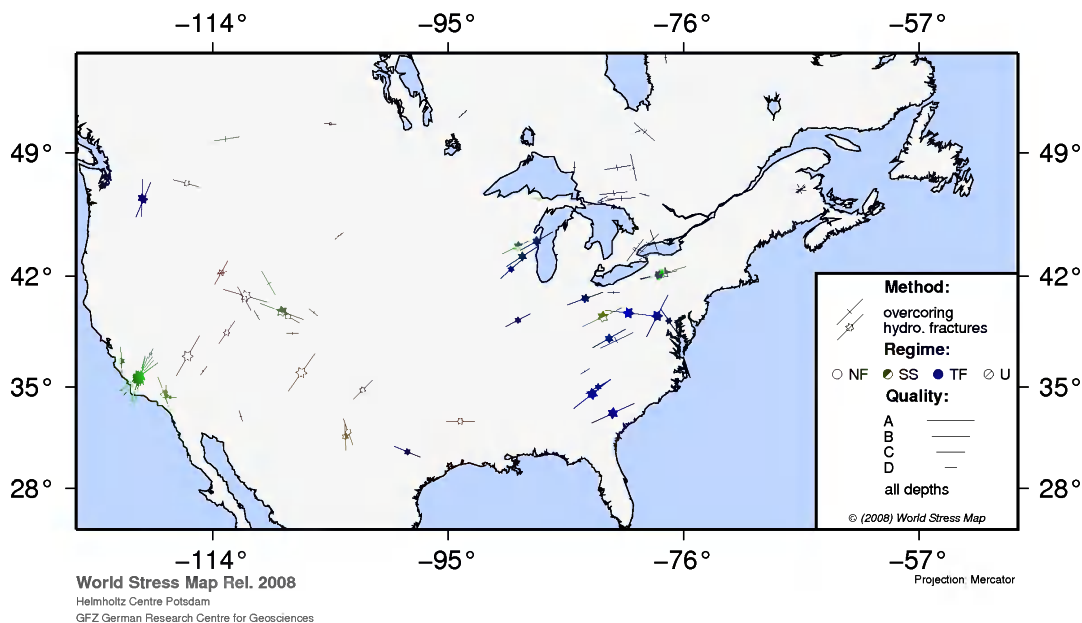 −114° −95° −76° −57°
49° 49°
42° 42°
35° 35°
28° 28°
Method:
overcoring
hydro. fractures
Regime:
NF SS TF U
Quality:
A
B
C
D
all depths
© (2008) World Stress Map
−114° −95° −76° −57°
World Stress Map Rel. 2008
Projection: Mercator
Helmholtz Centre Potsdam
GFZ German Research Centre for Geosciences